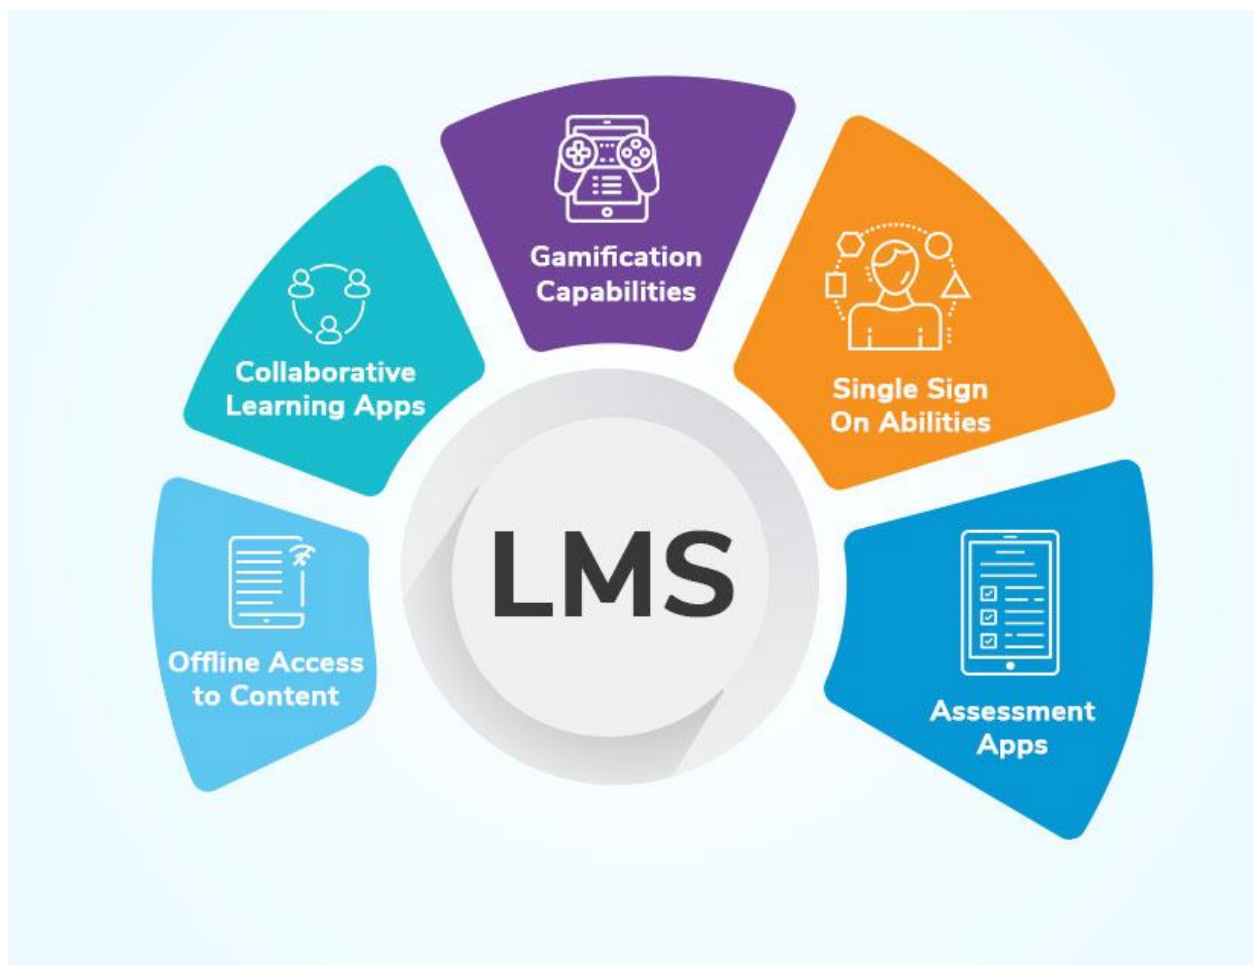 Gamification
Capabilities
Collaborative
Learning Apps
Single Sign
On Abilities
LMS
Offline Access
to Content
Assessment
Apps